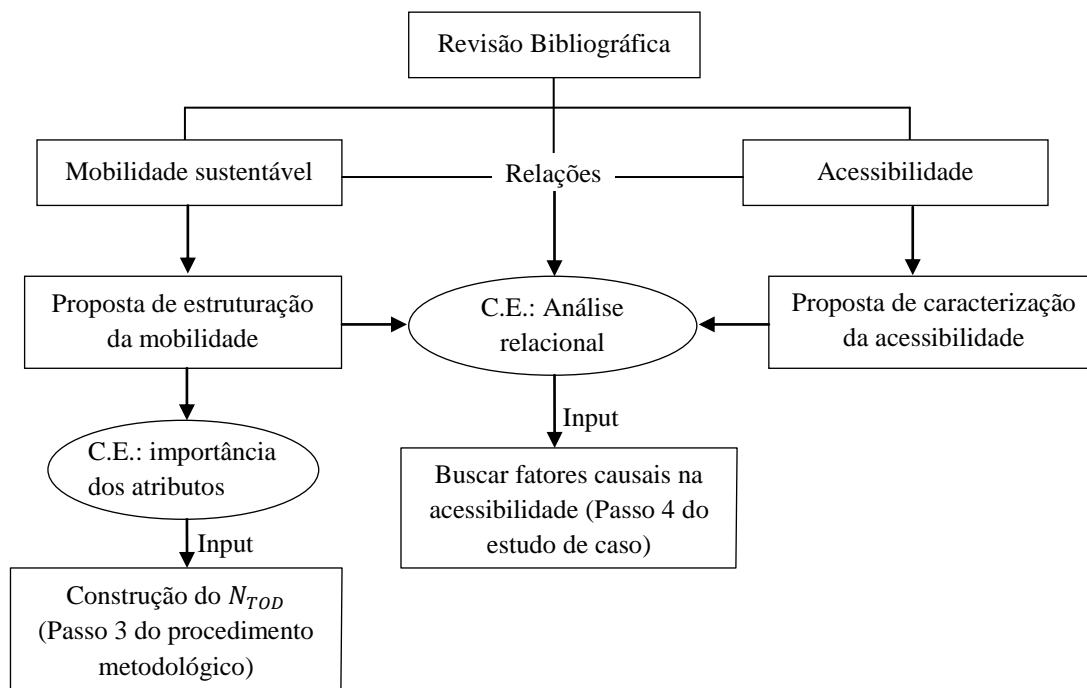 Revisão Bibliográfica
Mobilidade sustentável
Relações
Acessibilidade
Proposta de estruturação
da mobilidade
C.E.: Análise
relacional
Proposta de caracterização
da acessibilidade
Input
C.E.: importância
dos atributos
Buscar fatores causais na
acessibilidade (Passo 4 do
estudo de caso)
Input
Construção do N_TOD
(Passo 3 do procedimento
metodológico)